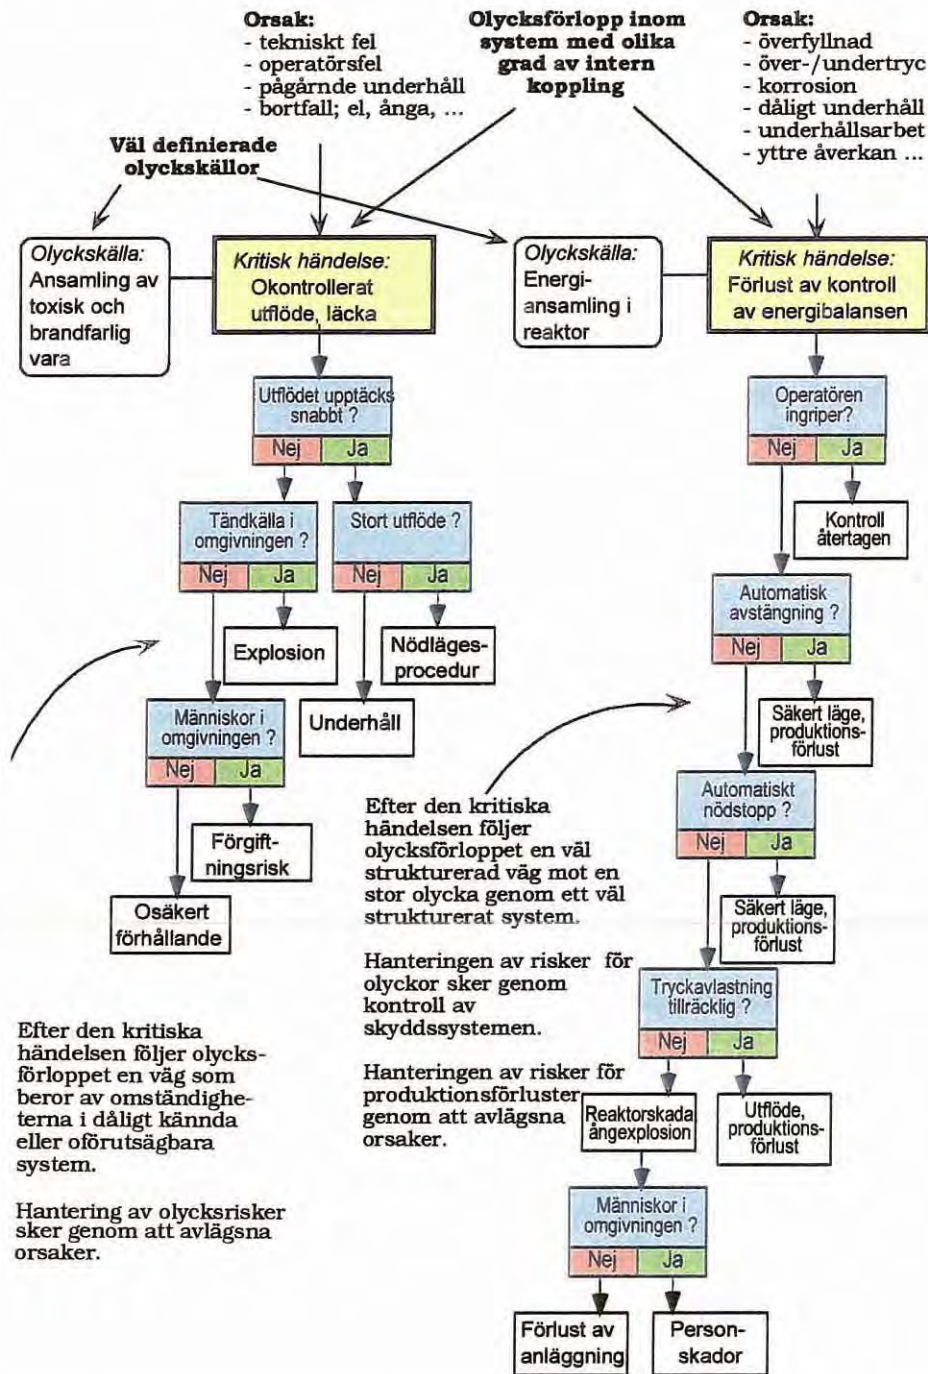 Orsak:
- tekniskt fel
- operatörsfel
- pågårnde underhåll
- bortfall; el, ånga, ...
Olycksförlopp inom
system med olika
grad av intern
koppling
Orsak:
- överfyllnad
- över-/undertryc
- korrosion
- dåligt underhåll
- underhållsarbet
- yttre åverkan ...
Väl definierade
olyckskällor
Olyckskälla:
Ansamling av
toxisk och
brandfarlig
vara
Kritisk händelse:
Okontrollerat
utflöde, läcka
Olyckskälla:
Energi-
ansamling i
reaktor
Kritisk händelse:
Förlust av kontroll
av energibalansen
Utflödet upptäcks
snabbt ?
Nej Ja
Tändkälla i
omgivningen ?
Nej Ja
Stort utflöde ?
Nej Ja
Explosion
Nödläges-
procedur
Underhåll
Människor i
omgivningen ?
Nej Ja
Förgift-
ningsrisk
Osäkert
förhållande
Operatören
ingriper?
Nej Ja
Kontroll
återtagen
Automatisk
avstängning ?
Nej Ja
Säkert läge,
produktions-
förlust
Automatiskt
nödstopp ?
Nej Ja
Säkert läge,
produktions-
förlust
Tryckavlastning
tillräcklig ?
Nej Ja
Reaktorskada
ångexplosion
Utflöde,
produktions-
förlust
Människor i
omgivningen ?
Nej Ja
Förlust av
anläggning
Person-
skador
Efter den kritiska
händelsen följer
olycksförloppet en väl
strukturerad väg mot en
stor olycka genom ett väl
strukturerat system.
Hanteringen av risker för
olyckor sker genom
kontroll av
skyddssystemen.
Hanteringen av risker för
produktionsförluster
genom att avlägsna
orsaker.
Efter den kritiska
händelsen följer olycks-
förloppet en väg som
beror av omständighe-
terna i dåligt kännda
eller oförutsägbara
system.
Hantering av olycksrisker
sker genom att avlägsna
orsaker.